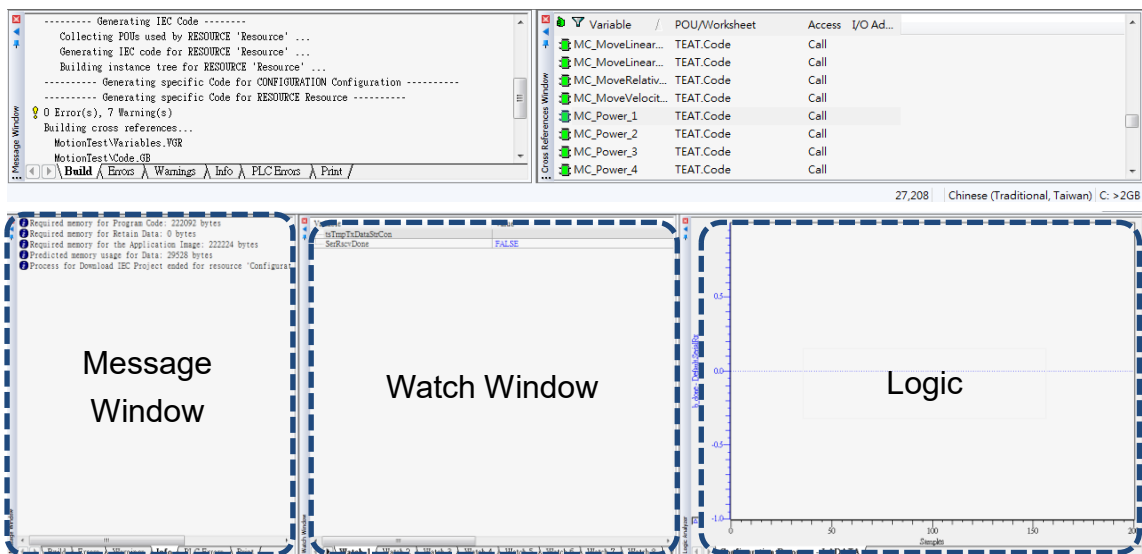 ---------- Generating IEC Code --------
Collecting POUs used by RESOURCE 'Resource' ...
Generating IEC code for RESOURCE 'Resource' ...
Building instance tree for RESOURCE 'Resource' ...
---------- Generating specific Code for CONFIGURATION Configuration ----------
---------- Generating specific Code for RESOURCE Resource ----------
0 Error(s), 7 Warning(s)
Building cross references...
MotionTest\Variables.VGR
MotionTest\Code.GB
Build Errors Warnings Info PLC Errors Print
Message Window
Variable / POU/Worksheet Access I/O Ad...
MC_MoveLinear... TEAT.Code Call
MC_MoveLinear... TEAT.Code Call
MC_MoveRelativ... TEAT.Code Call
MC_MoveVelocit... TEAT.Code Call
MC_Power_1 TEAT.Code Call
MC_Power_2 TEAT.Code Call
MC_Power_3 TEAT.Code Call
MC_Power_4 TEAT.Code Call
Cross References Window
27,208 Chinese (Traditional, Taiwan) C: >2GB
Required memory for Program Code: 222092 bytes
Required memory for Retain Data: 0 bytes
Required memory for the Application Image: 222224 bytes
Predicted memory usage for Data: 29528 bytes
Process for Download IEC Project ended for resource "Configurat
Message
Window
tsTmpTxDataStrCon
SerRscvDone FALSE
Watch Window
Watch Window
0.5
0.0
-0.5
-1.0
0 50 100 150 200
Samples
Logic
Logic Analyzer